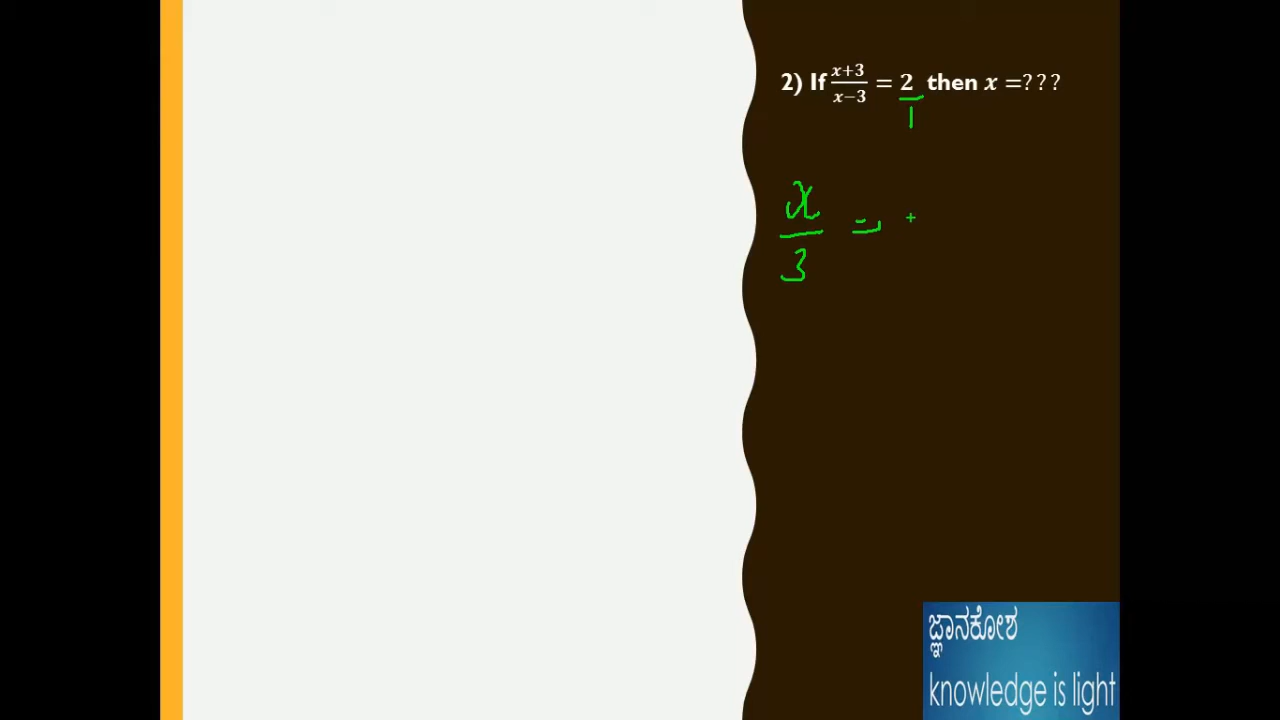 2) If x+3/x−3 = 2 then x =???
1
x/3 =
ಜ್ಞಾನಕೋಶ
knowledge is light